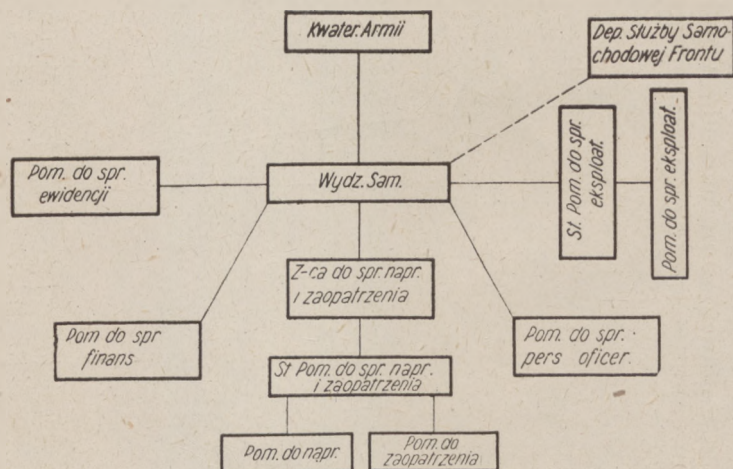 Kwater. Armii
Dep. Służby Samo-
chodowej Frontu
Pom. do spr.
ewidencji
Wydz. Sam.
St. Pom. do spr.
eksploat.
Pom. do spr. eksploat.
Z-ca do spr. napr.
i zaopatrzenia
Pom do spr
finans
Pom. do spr.
pers oficer.
St Pom. do spr. napr.
i zaopatrzenia
Pom. do napr.
Pom. do
zaopatrzenia